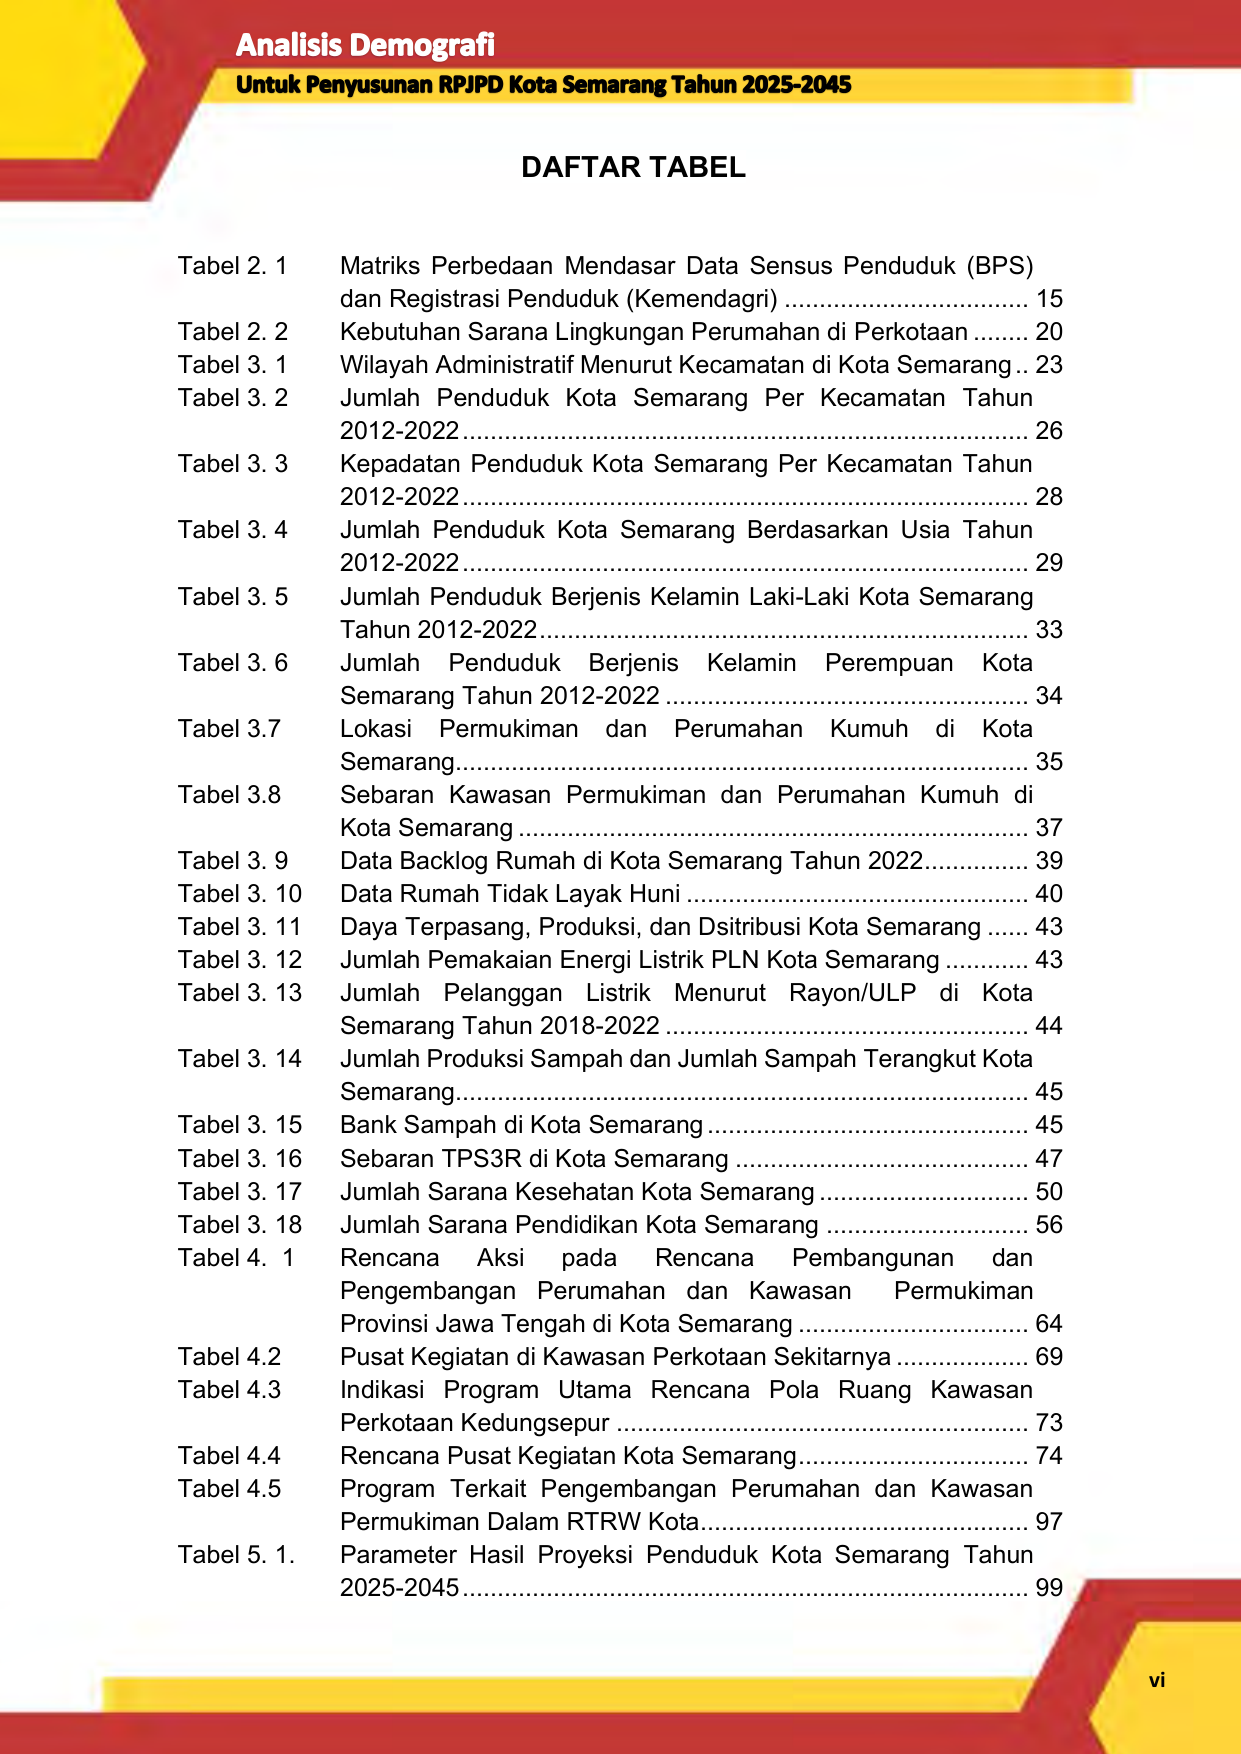 Analisis Demografi
Untuk Penyusunan RPJPD Kota Semarang Tahun 2025-2045
DAFTAR TABEL
Tabel 2. 1 Matriks Perbedaan Mendasar Data Sensus Penduduk (BPS)
dan Registrasi Penduduk (Kemendagri) ................................... 15
Tabel 2. 2 Kebutuhan Sarana Lingkungan Perumahan di Perkotaan ........ 20
Tabel 3. 1 Wilayah Administratif Menurut Kecamatan di Kota Semarang .. 23
Tabel 3. 2 Jumlah Penduduk Kota Semarang Per Kecamatan Tahun
2012-2022 ................................................................................. 26
Tabel 3. 3 Kepadatan Penduduk Kota Semarang Per Kecamatan Tahun
2012-2022 ................................................................................. 28
Tabel 3. 4 Jumlah Penduduk Kota Semarang Berdasarkan Usia Tahun
2012-2022 ................................................................................. 29
Tabel 3. 5 Jumlah Penduduk Berjenis Kelamin Laki-Laki Kota Semarang
Tahun 2012-2022 ...................................................................... 33
Tabel 3. 6 Jumlah Penduduk Berjenis Kelamin Perempuan Kota
Semarang Tahun 2012-2022 .................................................... 34
Tabel 3.7 Lokasi Permukiman dan Perumahan Kumuh di Kota
Semarang.................................................................................. 35
Tabel 3.8 Sebaran Kawasan Permukiman dan Perumahan Kumuh di
Kota Semarang ......................................................................... 37
Tabel 3. 9 Data Backlog Rumah di Kota Semarang Tahun 2022............... 39
Tabel 3. 10 Data Rumah Tidak Layak Huni ................................................. 40
Tabel 3. 11 Daya Terpasang, Produksi, dan Dsitribusi Kota Semarang ...... 43
Tabel 3. 12 Jumlah Pemakaian Energi Listrik PLN Kota Semarang ............ 43
Tabel 3. 13 Jumlah Pelanggan Listrik Menurut Rayon/ULP di Kota
Semarang Tahun 2018-2022 .................................................... 44
Tabel 3. 14 Jumlah Produksi Sampah dan Jumlah Sampah Terangkut Kota
Semarang.................................................................................. 45
Tabel 3. 15 Bank Sampah di Kota Semarang .............................................. 45
Tabel 3. 16 Sebaran TPS3R di Kota Semarang .......................................... 47
Tabel 3. 17 Jumlah Sarana Kesehatan Kota Semarang .............................. 50
Tabel 3. 18 Jumlah Sarana Pendidikan Kota Semarang ............................. 56
Tabel 4. 1 Rencana Aksi pada Rencana Pembangunan dan
Pengembangan Perumahan dan Kawasan Permukiman
Provinsi Jawa Tengah di Kota Semarang ................................. 64
Tabel 4.2 Pusat Kegiatan di Kawasan Perkotaan Sekitarnya ................... 69
Tabel 4.3 Indikasi Program Utama Rencana Pola Ruang Kawasan
Perkotaan Kedungsepur ........................................................... 73
Tabel 4.4 Rencana Pusat Kegiatan Kota Semarang................................. 74
Tabel 4.5 Program Terkait Pengembangan Perumahan dan Kawasan
Permukiman Dalam RTRW Kota............................................... 97
Tabel 5. 1. Parameter Hasil Proyeksi Penduduk Kota Semarang Tahun
2025-2045 ................................................................................. 99
vi